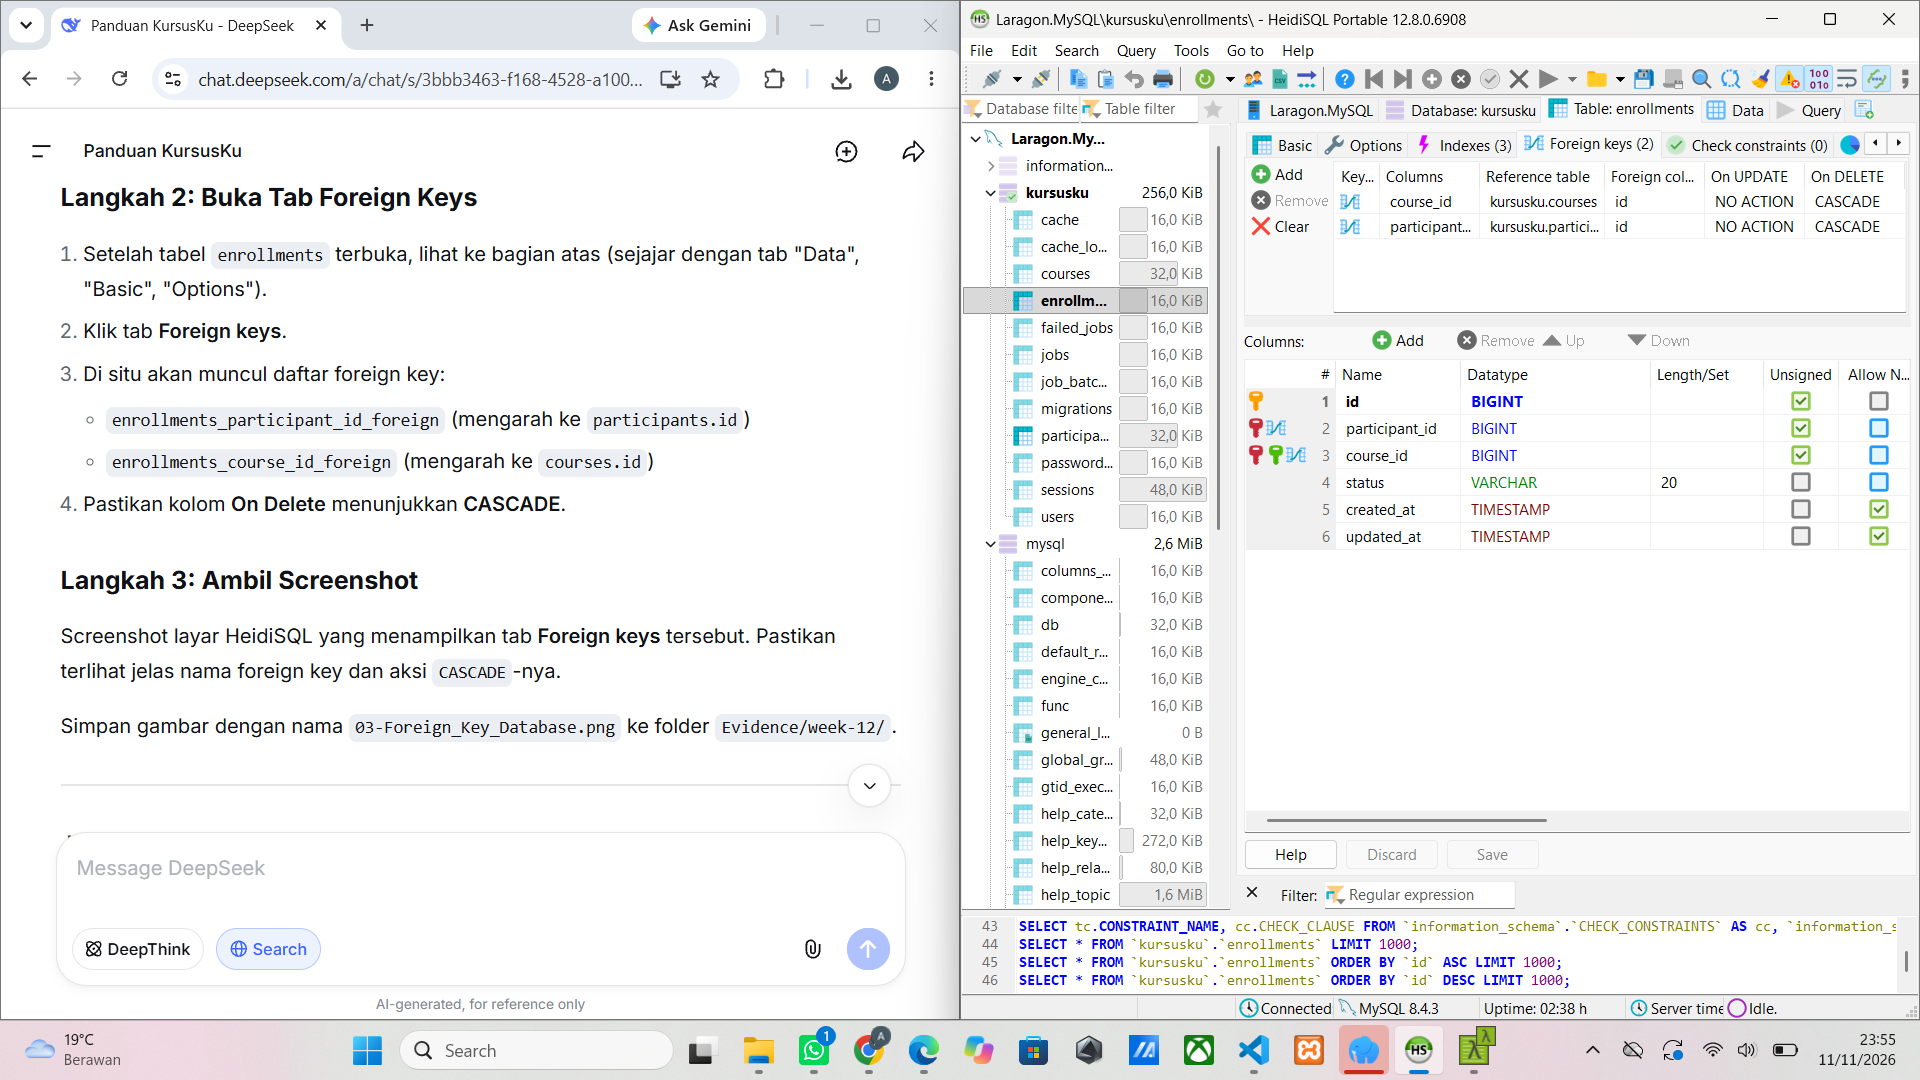 Panduan KursusKu - DeepSeek
Ask Gemini
chat.deepseek.com/a/chat/s/3bbb3463-f168-4528-a100...
A
Panduan KursusKu
Langkah 2: Buka Tab Foreign Keys
1. Setelah tabel enrollments terbuka, lihat ke bagian atas (sejajar dengan tab "Data",
"Basic", "Options").
2. Klik tab Foreign keys.
3. Di situ akan muncul daftar foreign key:
enrollments_participant_id_foreign (mengarah ke participants.id)
enrollments_course_id_foreign (mengarah ke courses.id)
4. Pastikan kolom On Delete menunjukkan CASCADE.
Langkah 3: Ambil Screenshot
Screenshot layar HeidiSQL yang menampilkan tab Foreign keys tersebut. Pastikan
terlihat jelas nama foreign key dan aksi CASCADE-nya.
Simpan gambar dengan nama 03-Foreign_Key_Database.png ke folder Evidence/week-12/.
Message DeepSeek
DeepThink
Search
AI-generated, for reference only
HS Laragon.MySQL\kursusku\enrollments\ - HeidiSQL Portable 12.8.0.6908
File Edit Search Query Tools Go to Help
Database filte Table filter
Laragon.My...
information...
kursusku 256,0 KiB
cache 16,0 KiB
cache_lo... 16,0 KiB
courses 32,0 KiB
enrollm... 16,0 KiB
failed_jobs 16,0 KiB
jobs 16,0 KiB
job_batc... 16,0 KiB
migrations 16,0 KiB
participa... 32,0 KiB
password... 16,0 KiB
sessions 48,0 KiB
users 16,0 KiB
mysql 2,6 MiB
columns_... 16,0 KiB
compone... 16,0 KiB
db 32,0 KiB
default_r... 16,0 KiB
engine_c... 16,0 KiB
func 16,0 KiB
general_l... 0 B
global_gr... 48,0 KiB
gtid_exec... 16,0 KiB
help_cate... 32,0 KiB
help_key... 272,0 KiB
help_rela... 80,0 KiB
help_topic 1,6 MiB
Laragon.MySQL Database: kursusku Table: enrollments Data Query
Basic Options Indexes (3) Foreign keys (2) Check constraints (0)
Add
Remove
Clear
Key... Columns Reference table Foreign col... On UPDATE On DELETE
course_id kursusku.courses id NO ACTION CASCADE
participant... kursusku.partici... id NO ACTION CASCADE
Columns: Add Remove Up Down
# Name Datatype Length/Set Unsigned Allow N...
1 id BIGINT
2 participant_id BIGINT
3 course_id BIGINT
4 status VARCHAR 20
5 created_at TIMESTAMP
6 updated_at TIMESTAMP
Help Discard Save
Filter: Regular expression
43 SELECT tc.CONSTRAINT_NAME, cc.CHECK_CLAUSE FROM `information_schema`.`CHECK_CONSTRAINTS` AS cc, `information_s
44 SELECT * FROM `kursusku`.`enrollments` LIMIT 1000;
45 SELECT * FROM `kursusku`.`enrollments` ORDER BY `id` ASC LIMIT 1000;
46 SELECT * FROM `kursusku`.`enrollments` ORDER BY `id` DESC LIMIT 1000;
Connected MySQL 8.4.3 Uptime: 02:38 h Server time Idle.
19°C
Berawan
Search
1
A
HS
23:55
11/11/2026